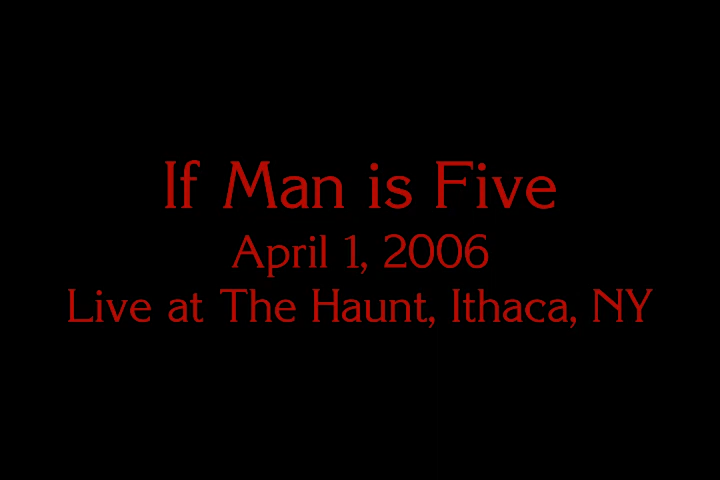 If Man is Five
April 1, 2006
Live at The Haunt, Ithaca, NY